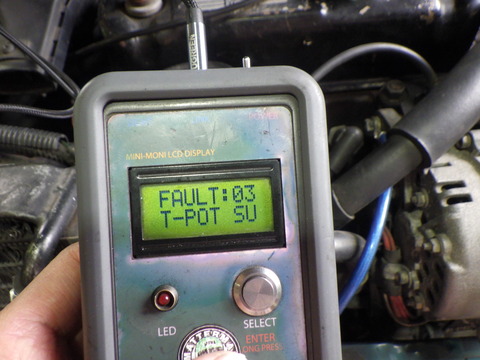 MINI-MONI LCD DISPLAY
FAULT:03
T-POT SU
LED
SELECT
ENTER